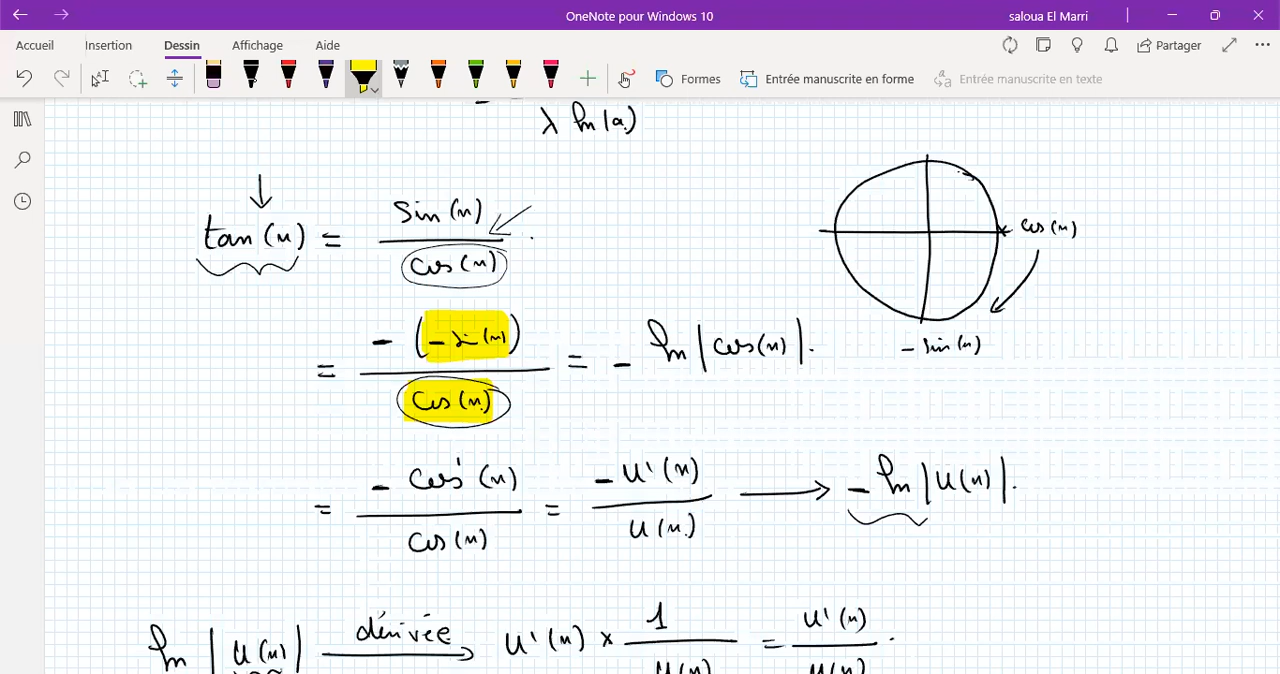 OneNote pour Windows 10
saloua El Marri
Accueil Insertion Dessin Affichage Aide
Partager
Formes Entrée manuscrite en forme Entrée manuscrite en texte
λ ln(a)
tan(x) = sin(x) / cos(x)
cos(x)
-sin(x)
= -(-sin(x)) / cos(x) = - ln|cos(x)|.
= - cos'(x) / cos(x) = -u'(x) / u(x) → - ln|u(x)|.
ln|u(x)| dérivée → u'(x) × 1 / u(x) = u'(x) / u(x).